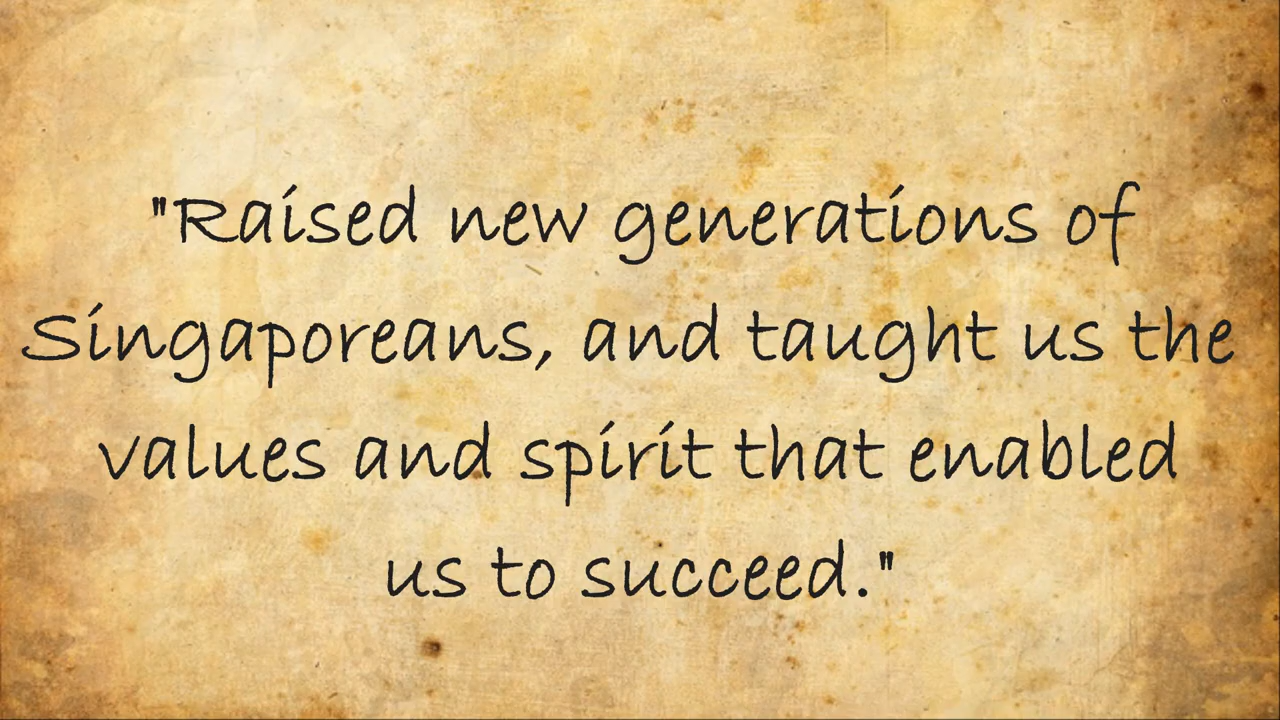 "Raised new generations of
Singaporeans, and taught us the
values and spirit that enabled
us to succeed."